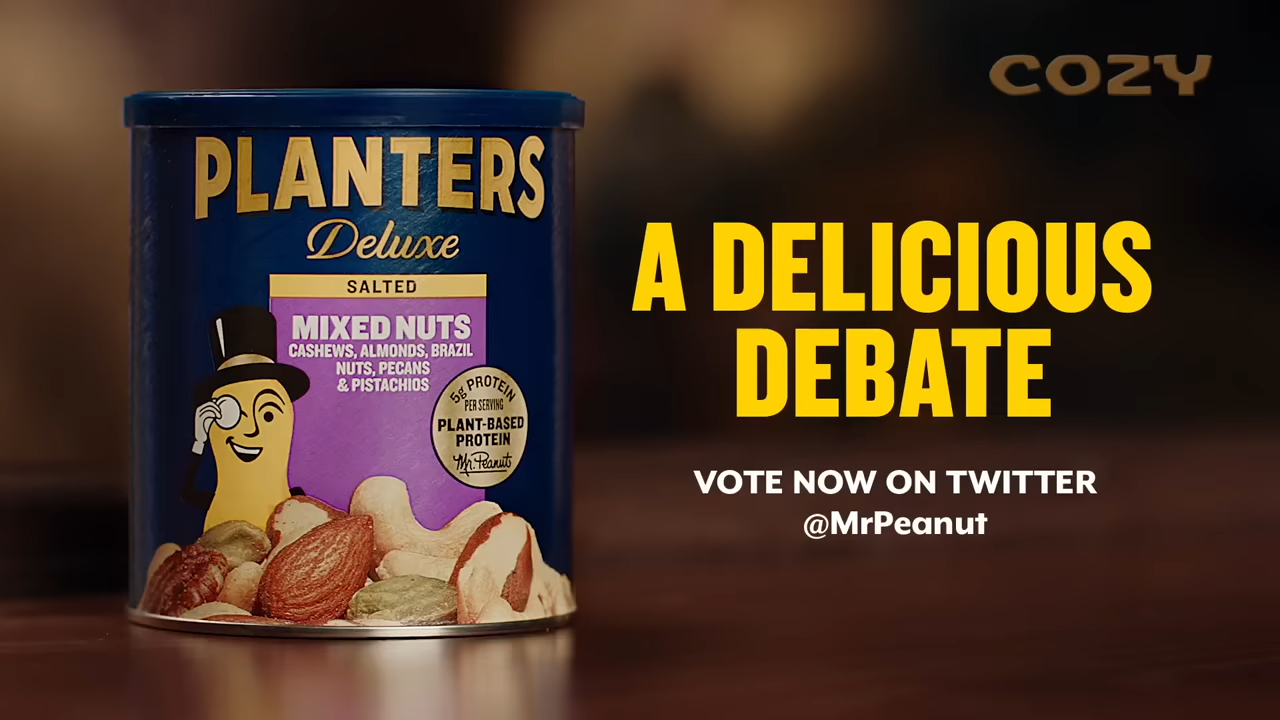 COZY
PLANTERS
Deluxe
SALTED
MIXED NUTS
CASHEWS, ALMONDS, BRAZIL
NUTS, PECANS
& PISTACHIOS
5g PROTEIN
PER SERVING
PLANT-BASED
PROTEIN
Mr. Peanut
A DELICIOUS
DEBATE
VOTE NOW ON TWITTER
@MrPeanut